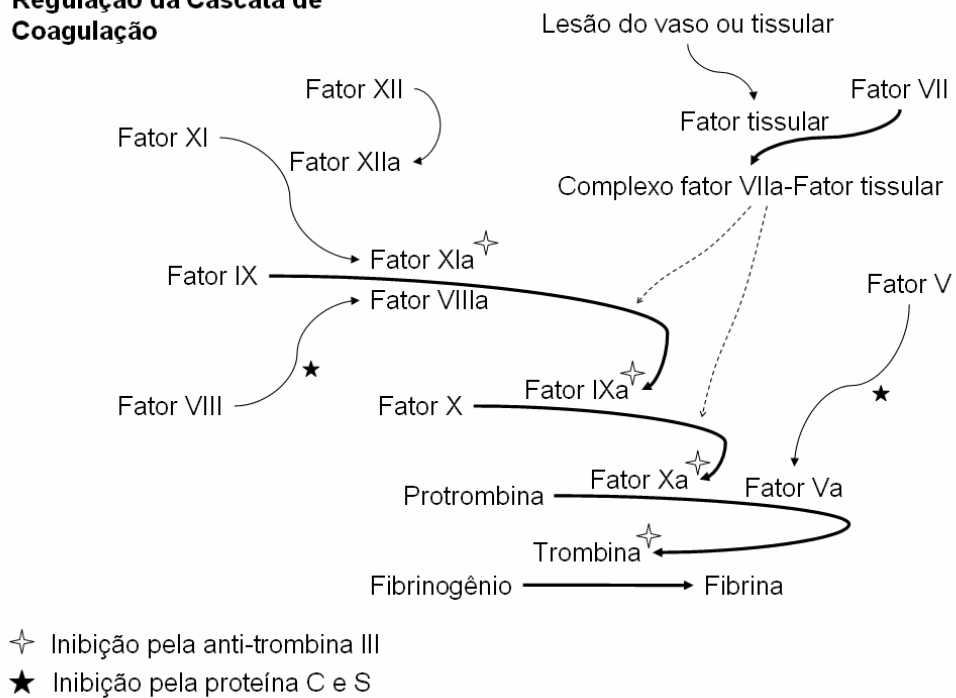 Regulação da Cascata de
Coagulação
Lesão do vaso ou tissular
Fator XII
Fator VII
Fator tissular
Fator XI
Fator XIIa
Complexo fator VIIa-Fator tissular
Fator XIa
Fator IX
Fator VIIIa
Fator V
Fator IXa
Fator VIII
Fator X
Fator Xa
Fator Va
Protrombina
Trombina
Fibrinogênio
Fibrina
Inibição pela anti-trombina III
Inibição pela proteína C e S